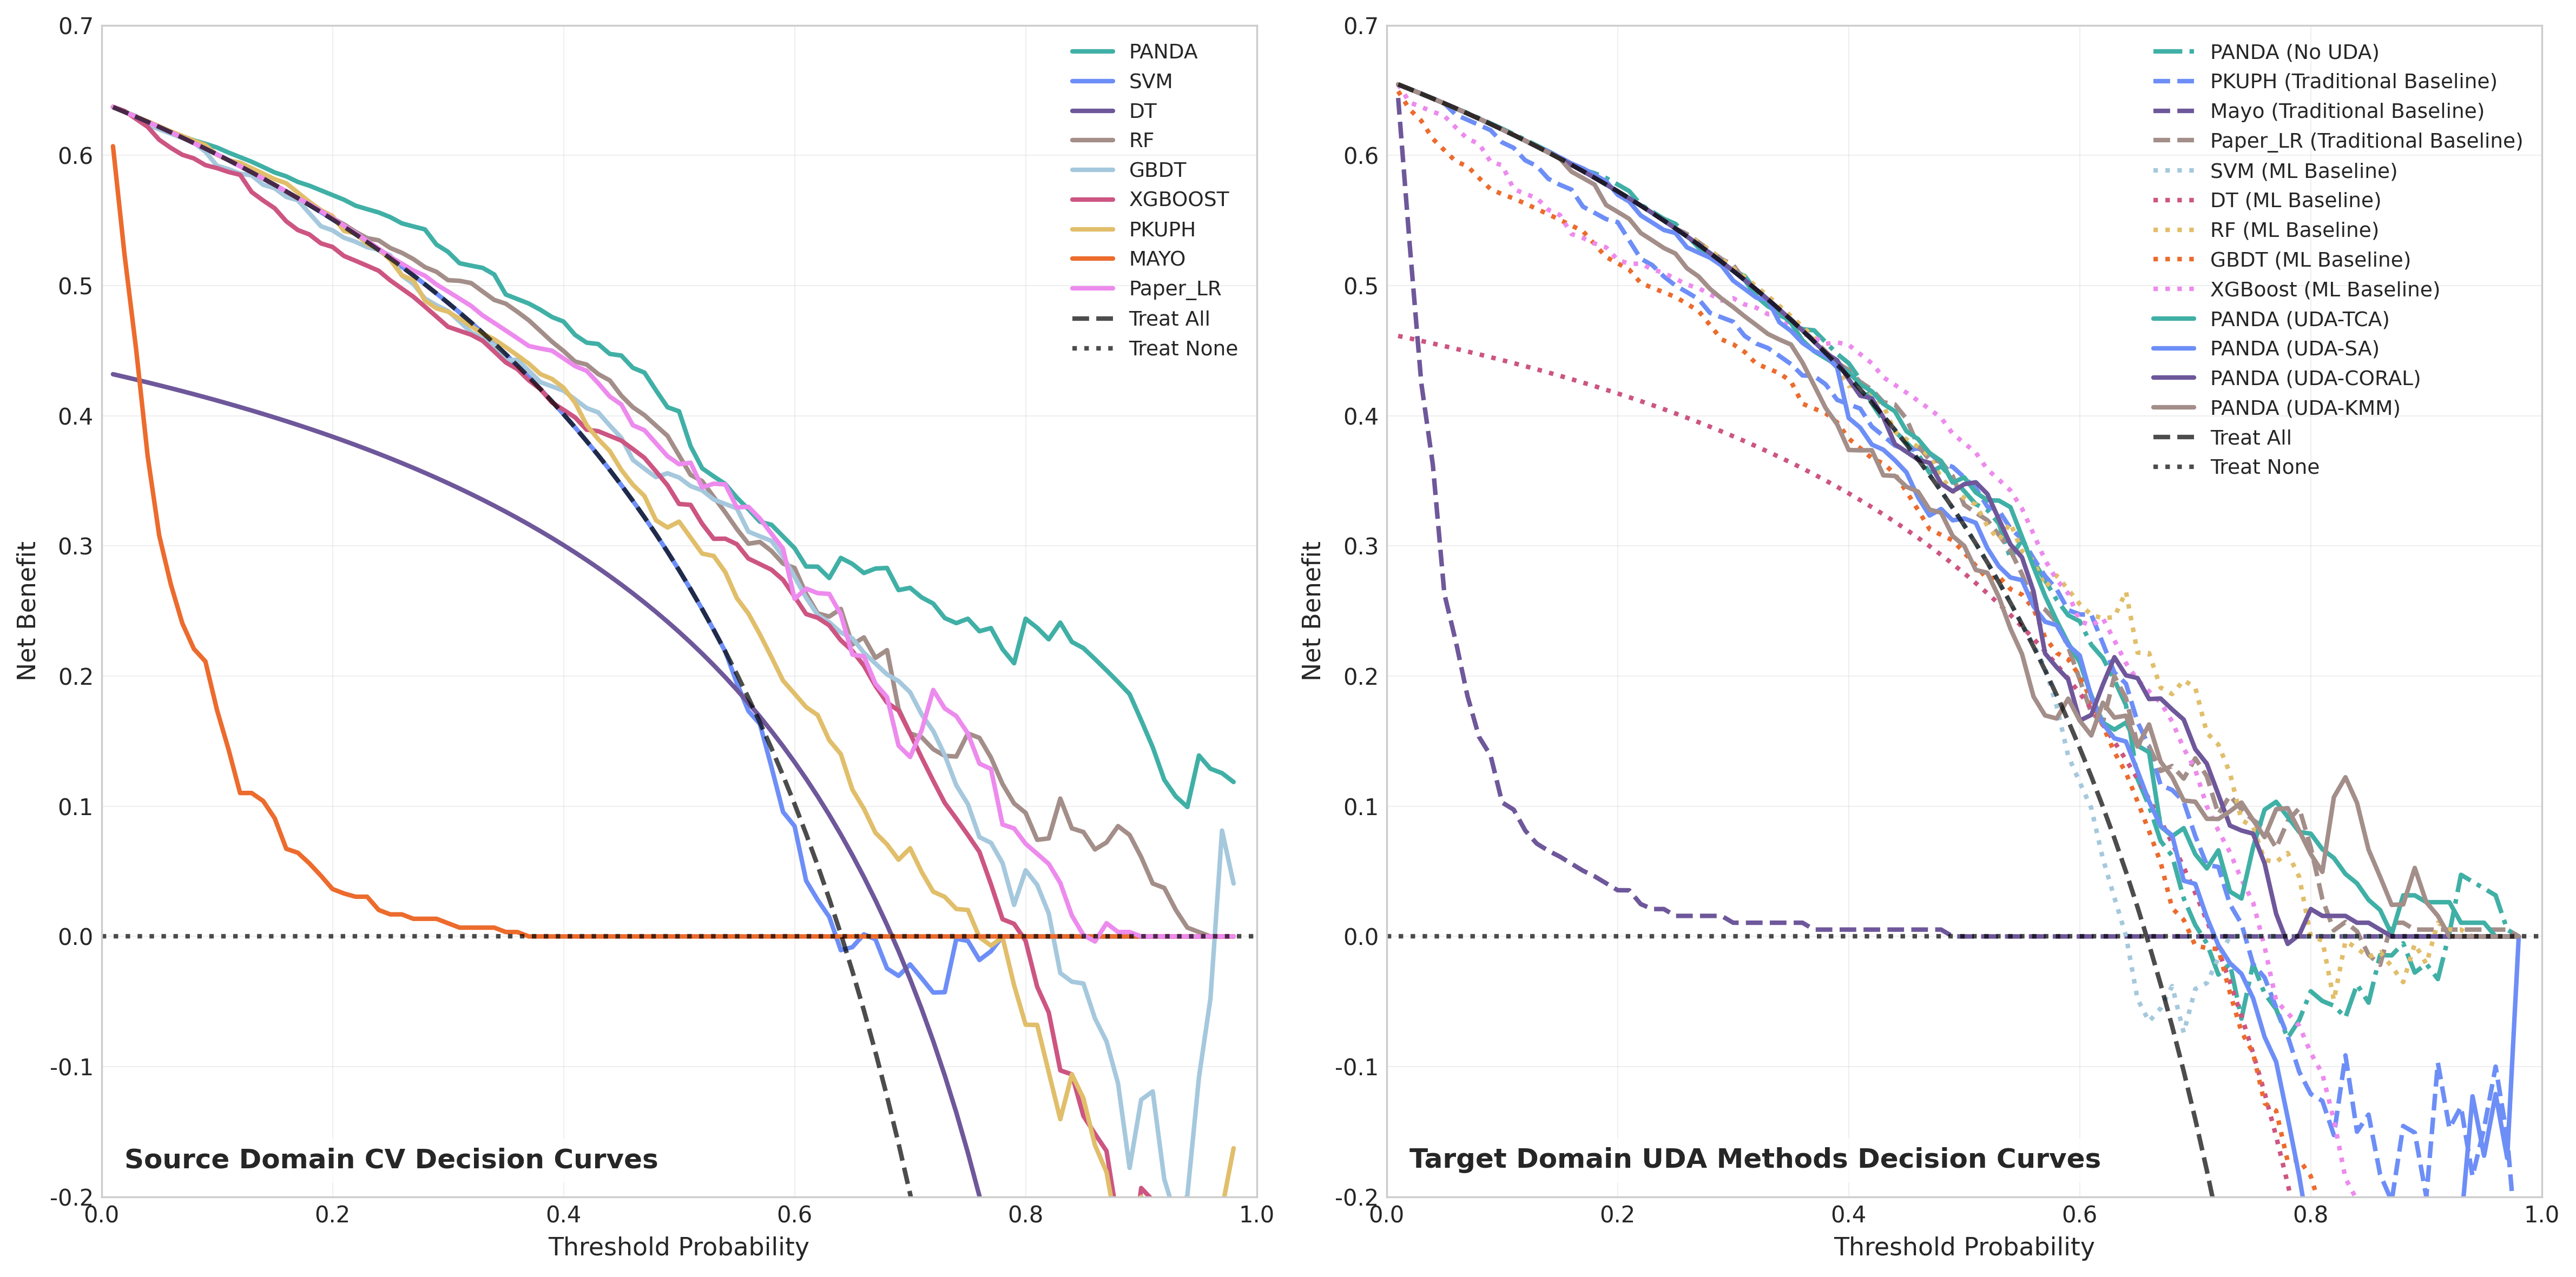 0.7
0.6
0.5
0.4
0.3
0.2
0.1
0.0
-0.1
-0.2
Net Benefit
PANDA
SVM
DT
RF
GBDT
XGBOOST
PKUPH
MAYO
Paper_LR
Treat All
Treat None
Source Domain CV Decision Curves
0.0 0.2 0.4 0.6 0.8 1.0
Threshold Probability
0.7
0.6
0.5
0.4
0.3
0.2
0.1
0.0
-0.1
-0.2
Net Benefit
PANDA (No UDA)
PKUPH (Traditional Baseline)
Mayo (Traditional Baseline)
Paper_LR (Traditional Baseline)
SVM (ML Baseline)
DT (ML Baseline)
RF (ML Baseline)
GBDT (ML Baseline)
XGBoost (ML Baseline)
PANDA (UDA-TCA)
PANDA (UDA-SA)
PANDA (UDA-CORAL)
PANDA (UDA-KMM)
Treat All
Treat None
Target Domain UDA Methods Decision Curves
0.0 0.2 0.4 0.6 0.8 1.0
Threshold Probability